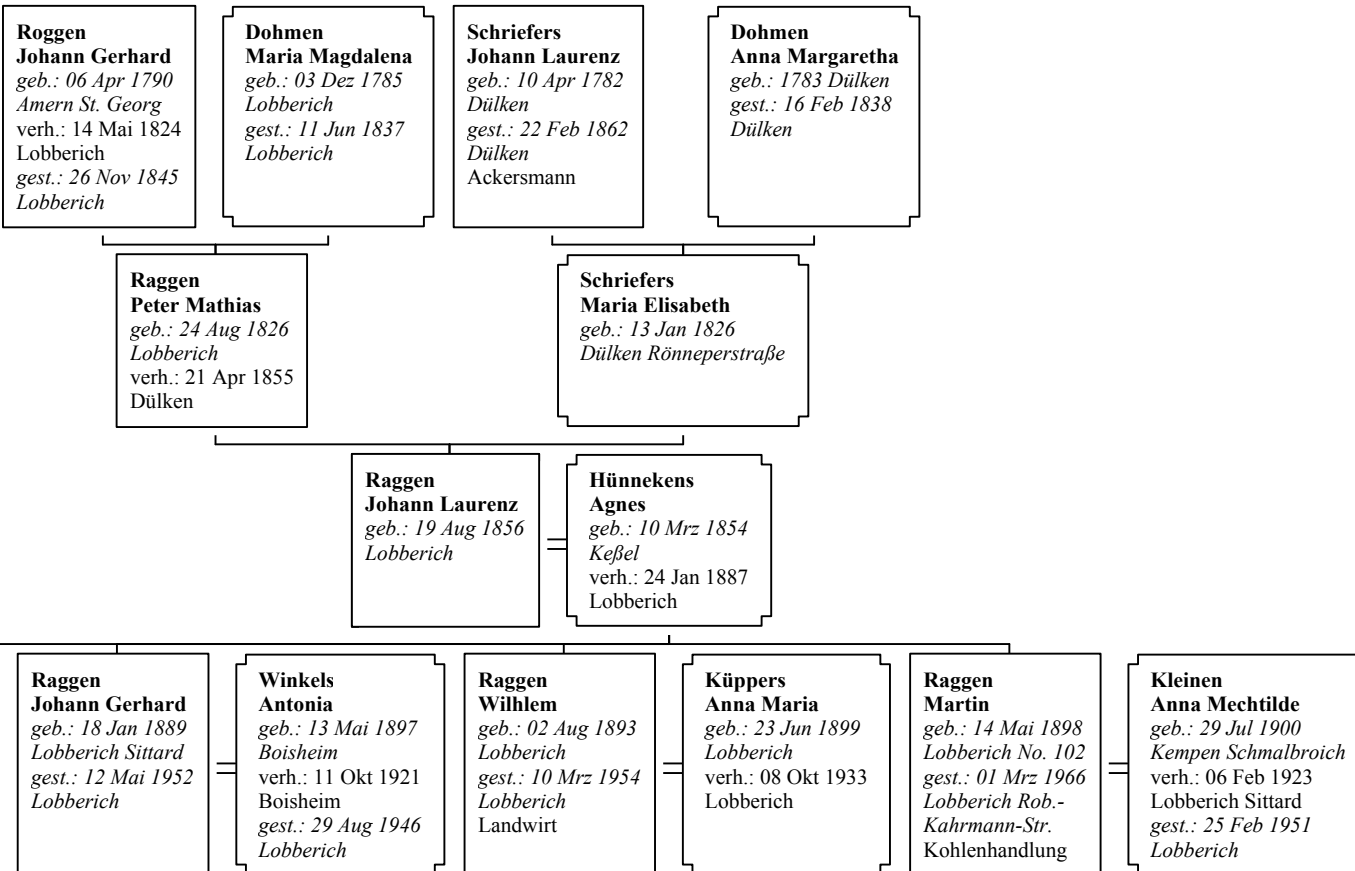 Roggen
Johann Gerhard
geb.: 06 Apr 1790
Amern St. Georg
verh.: 14 Mai 1824
Lobberich
gest.: 26 Nov 1845
Lobberich
Dohmen
Maria Magdalena
geb.: 03 Dez 1785
Lobberich
gest.: 11 Jun 1837
Lobberich
Schriefers
Johann Laurenz
geb.: 10 Apr 1782
Dülken
gest.: 22 Feb 1862
Dülken
Ackersmann
Dohmen
Anna Margaretha
geb.: 1783 Dülken
gest.: 16 Feb 1838
Dülken
Raggen
Peter Mathias
geb.: 24 Aug 1826
Lobberich
verh.: 21 Apr 1855
Dülken
Schriefers
Maria Elisabeth
geb.: 13 Jan 1826
Dülken Rönneperstraße
Raggen
Johann Laurenz
geb.: 19 Aug 1856
Lobberich
Hünnekens
Agnes
geb.: 10 Mrz 1854
Keßel
verh.: 24 Jan 1887
Lobberich
Raggen
Johann Gerhard
geb.: 18 Jan 1889
Lobberich Sittard
gest.: 12 Mai 1952
Lobberich
Winkels
Antonia
geb.: 13 Mai 1897
Boisheim
verh.: 11 Okt 1921
Boisheim
gest.: 29 Aug 1946
Lobberich
Raggen
Wilhlem
geb.: 02 Aug 1893
Lobberich
gest.: 10 Mrz 1954
Lobberich
Landwirt
Küppers
Anna Maria
geb.: 23 Jun 1899
Lobberich
verh.: 08 Okt 1933
Lobberich
Raggen
Martin
geb.: 14 Mai 1898
Lobberich No. 102
gest.: 01 Mrz 1966
Lobberich Rob.-
Kahrmann-Str.
Kohlenhandlung
Kleinen
Anna Mechtilde
geb.: 29 Jul 1900
Kempen Schmalbroich
verh.: 06 Feb 1923
Lobberich Sittard
gest.: 25 Feb 1951
Lobberich